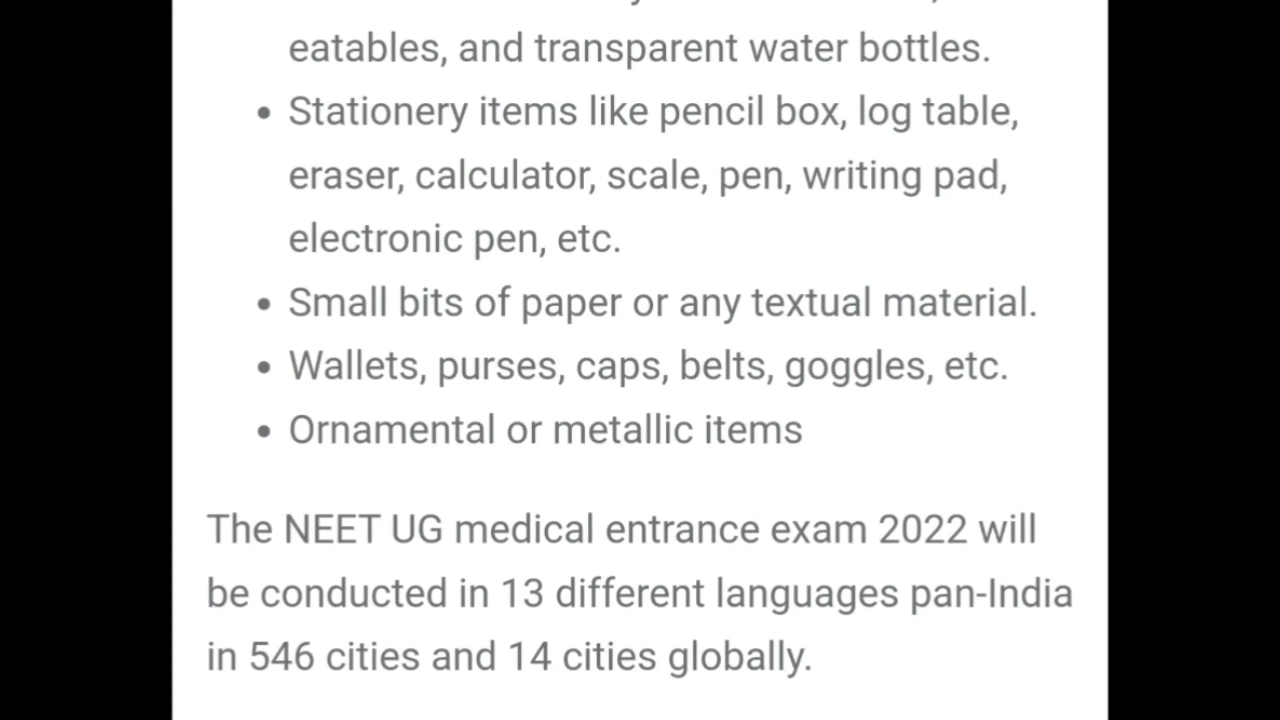 eatables, and transparent water bottles.
• Stationery items like pencil box, log table,
eraser, calculator, scale, pen, writing pad,
electronic pen, etc.
• Small bits of paper or any textual material.
• Wallets, purses, caps, belts, goggles, etc.
• Ornamental or metallic items
The NEET UG medical entrance exam 2022 will
be conducted in 13 different languages pan-India
in 546 cities and 14 cities globally.